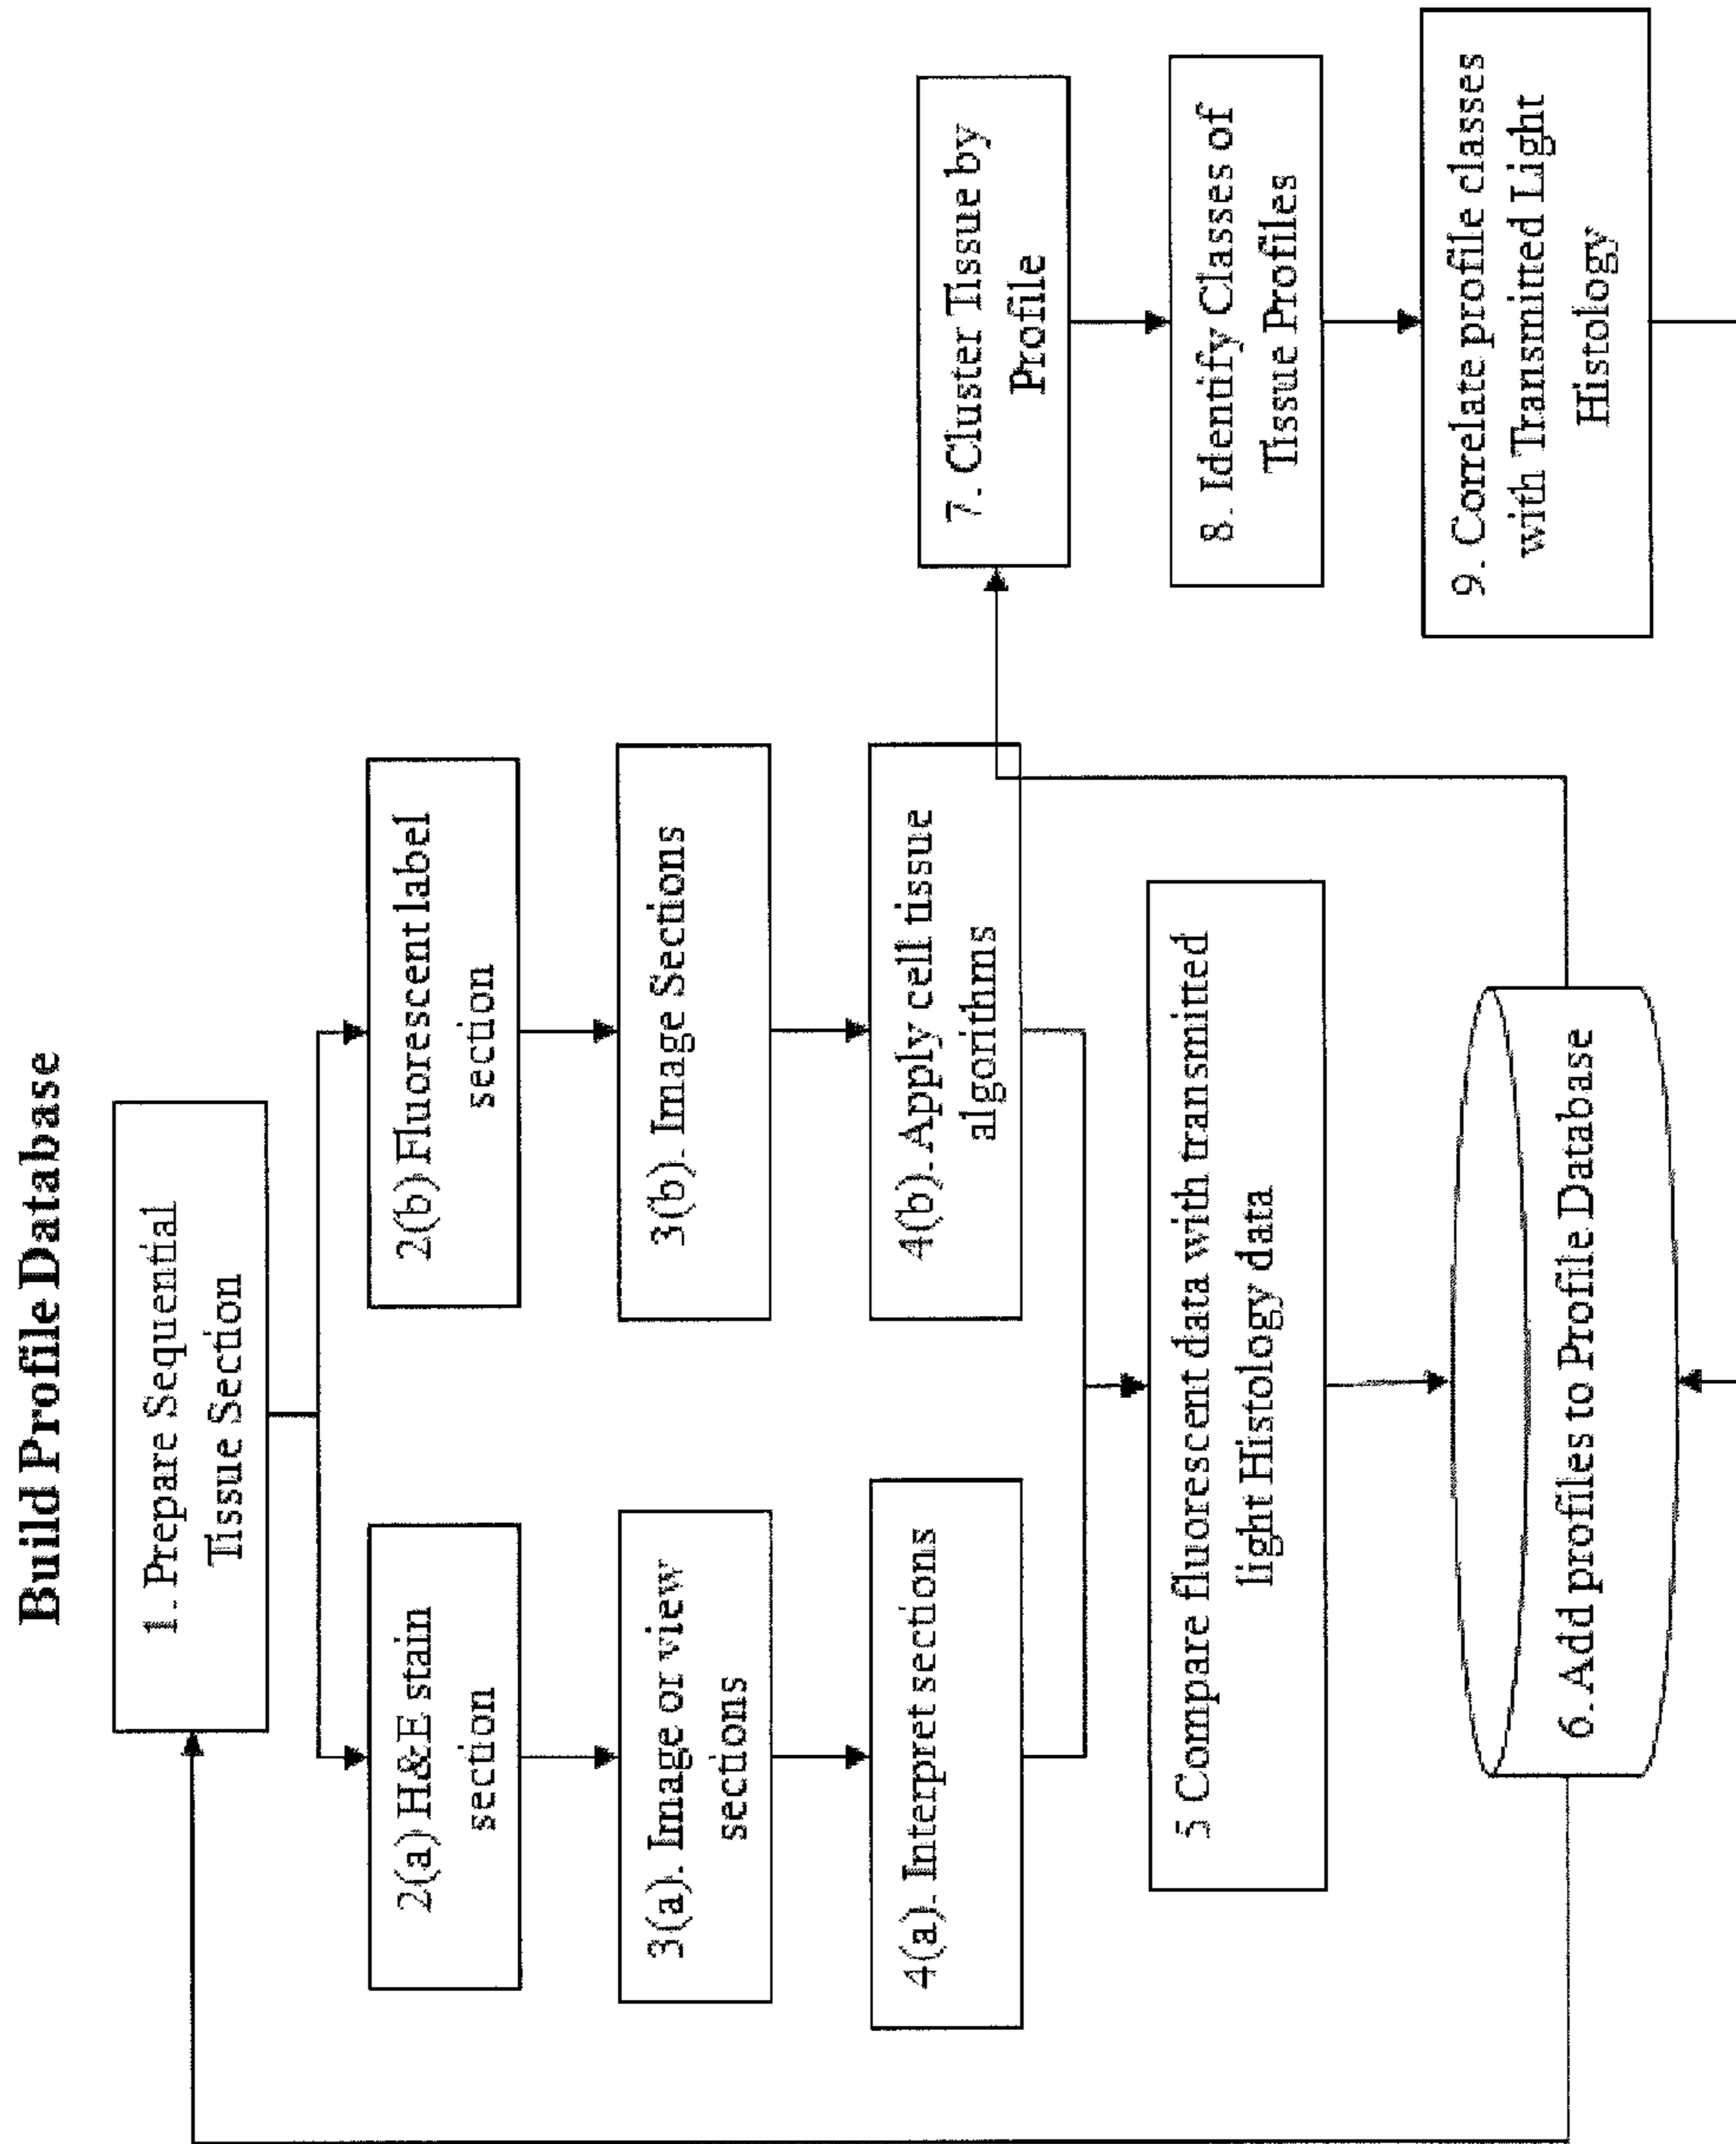 Build Profile Database
1. Prepare Sequential
Tissue Section
2(a) H&E stain
section
2(b) Fluorescent label
section
3(a). Image or view
sections
3(b). Image Sections
4(a). Interpret sections
4(b). Apply cell tissue
algorithms
5 Compare fluorescent data with transmitted
light Histology data
6. Add profiles to Profile Database
7. Cluster Tissue by
Profile
8. Identify Classes of
Tissue Profiles
9. Correlate profile classes
with Transmitted Light
Histology